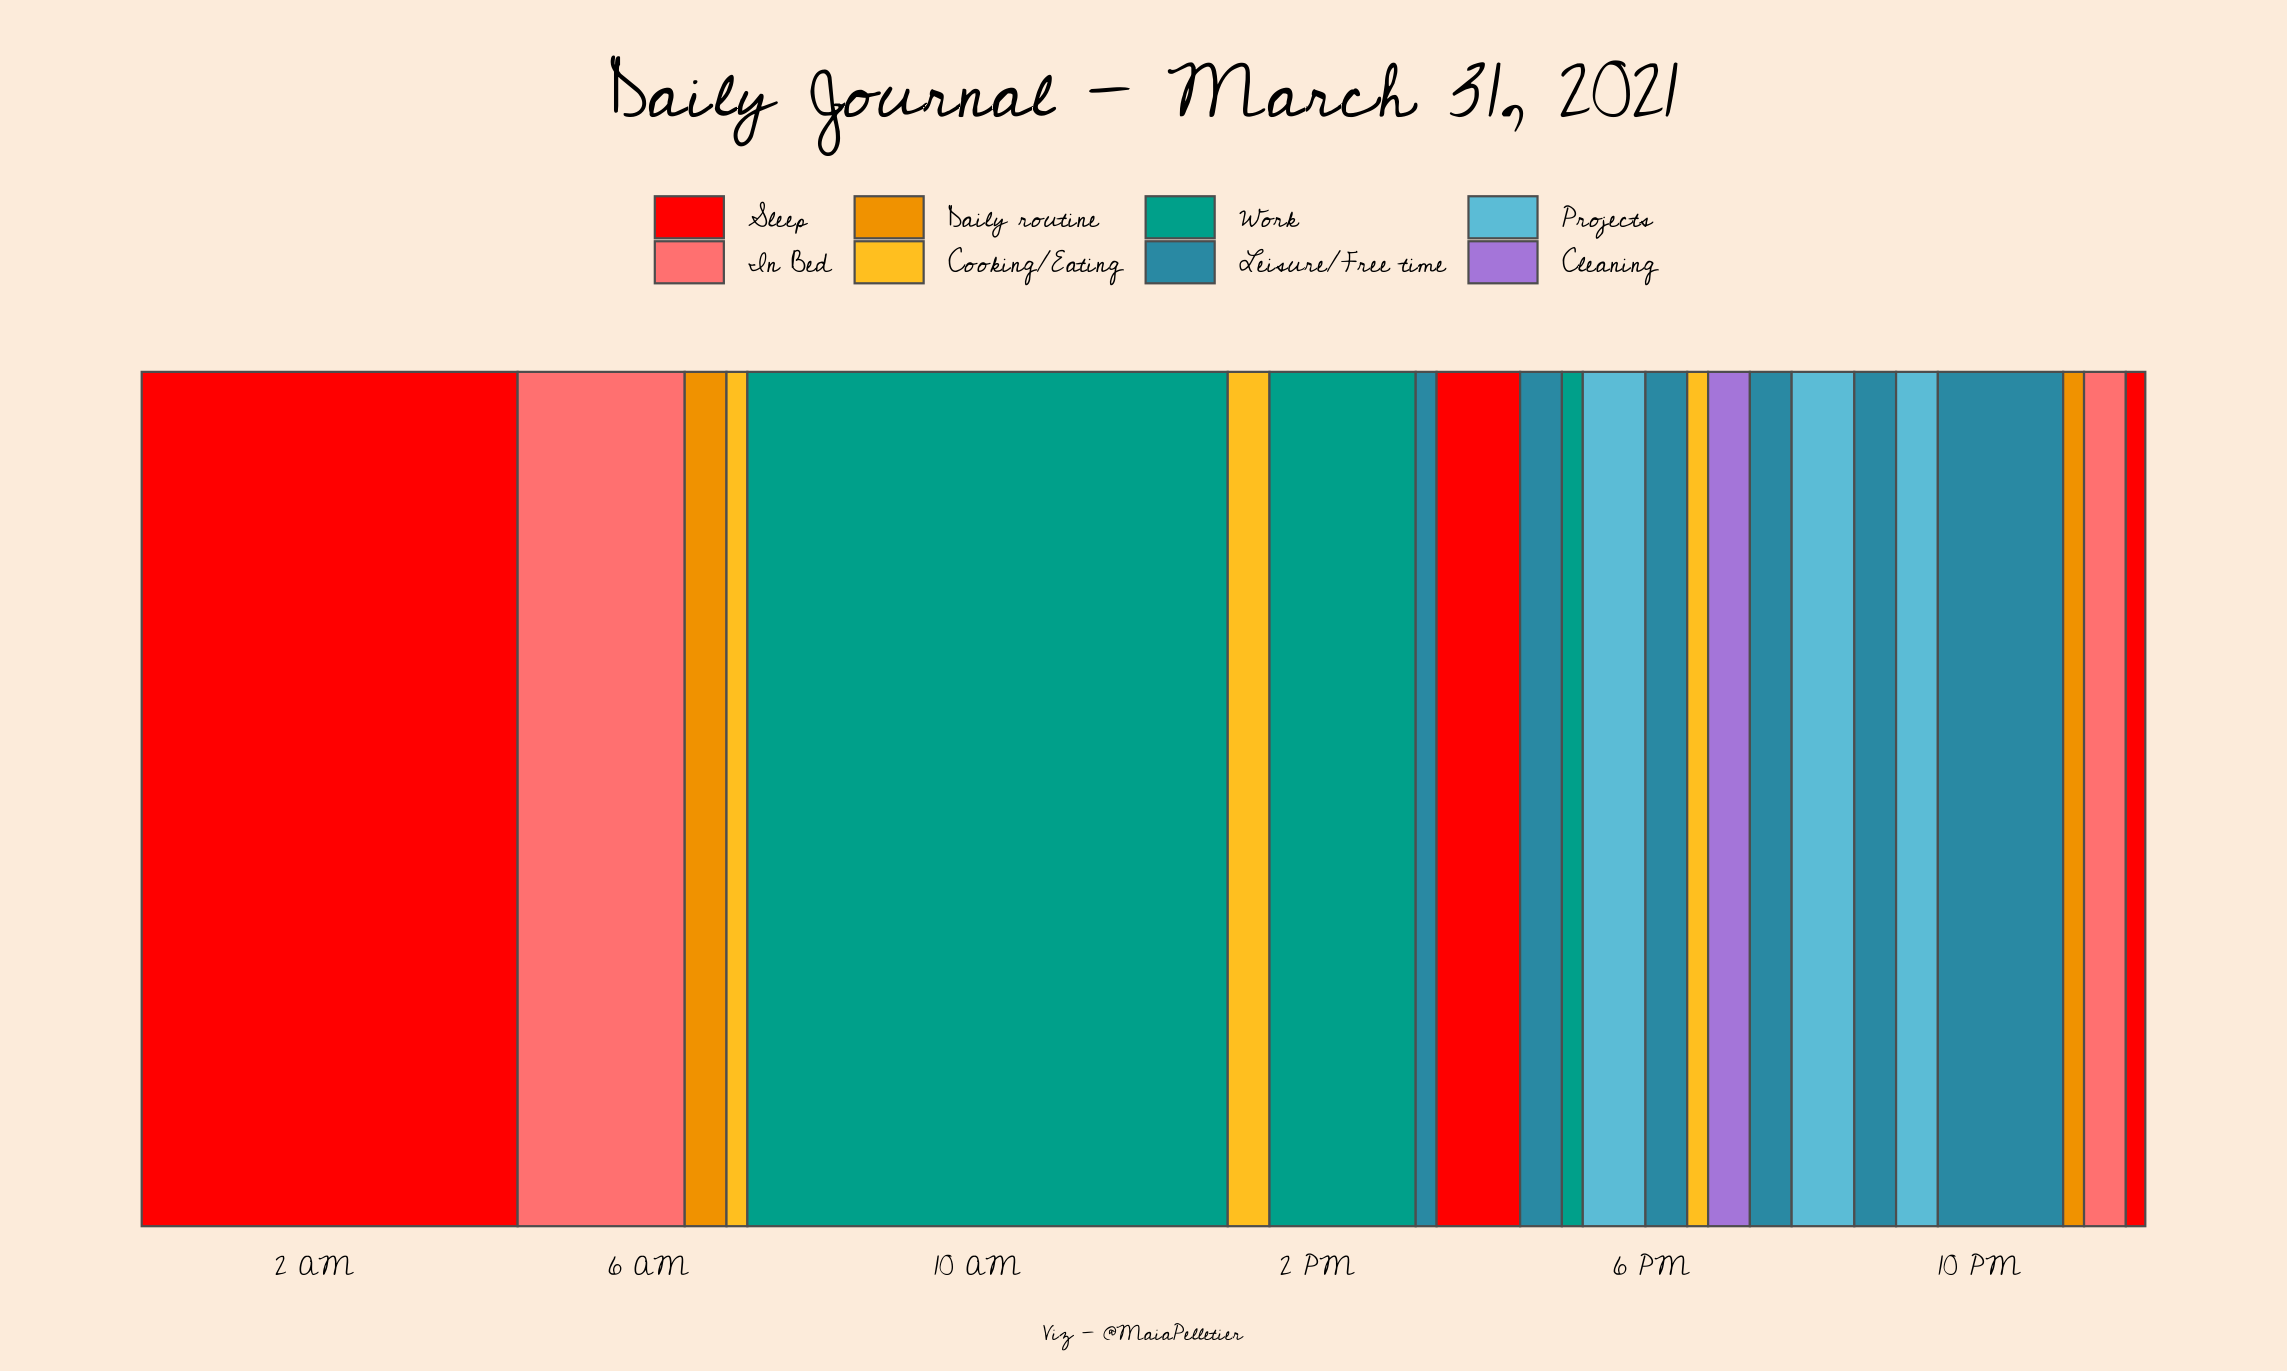 Daily Journal - March 31, 2021
Sleep Daily routine Work Projects
In Bed Cooking/Eating Leisure/Free time Cleaning
2 AM 6 AM 10 AM 2 PM 6 PM 10 PM
Viz - @MaiaPelletier